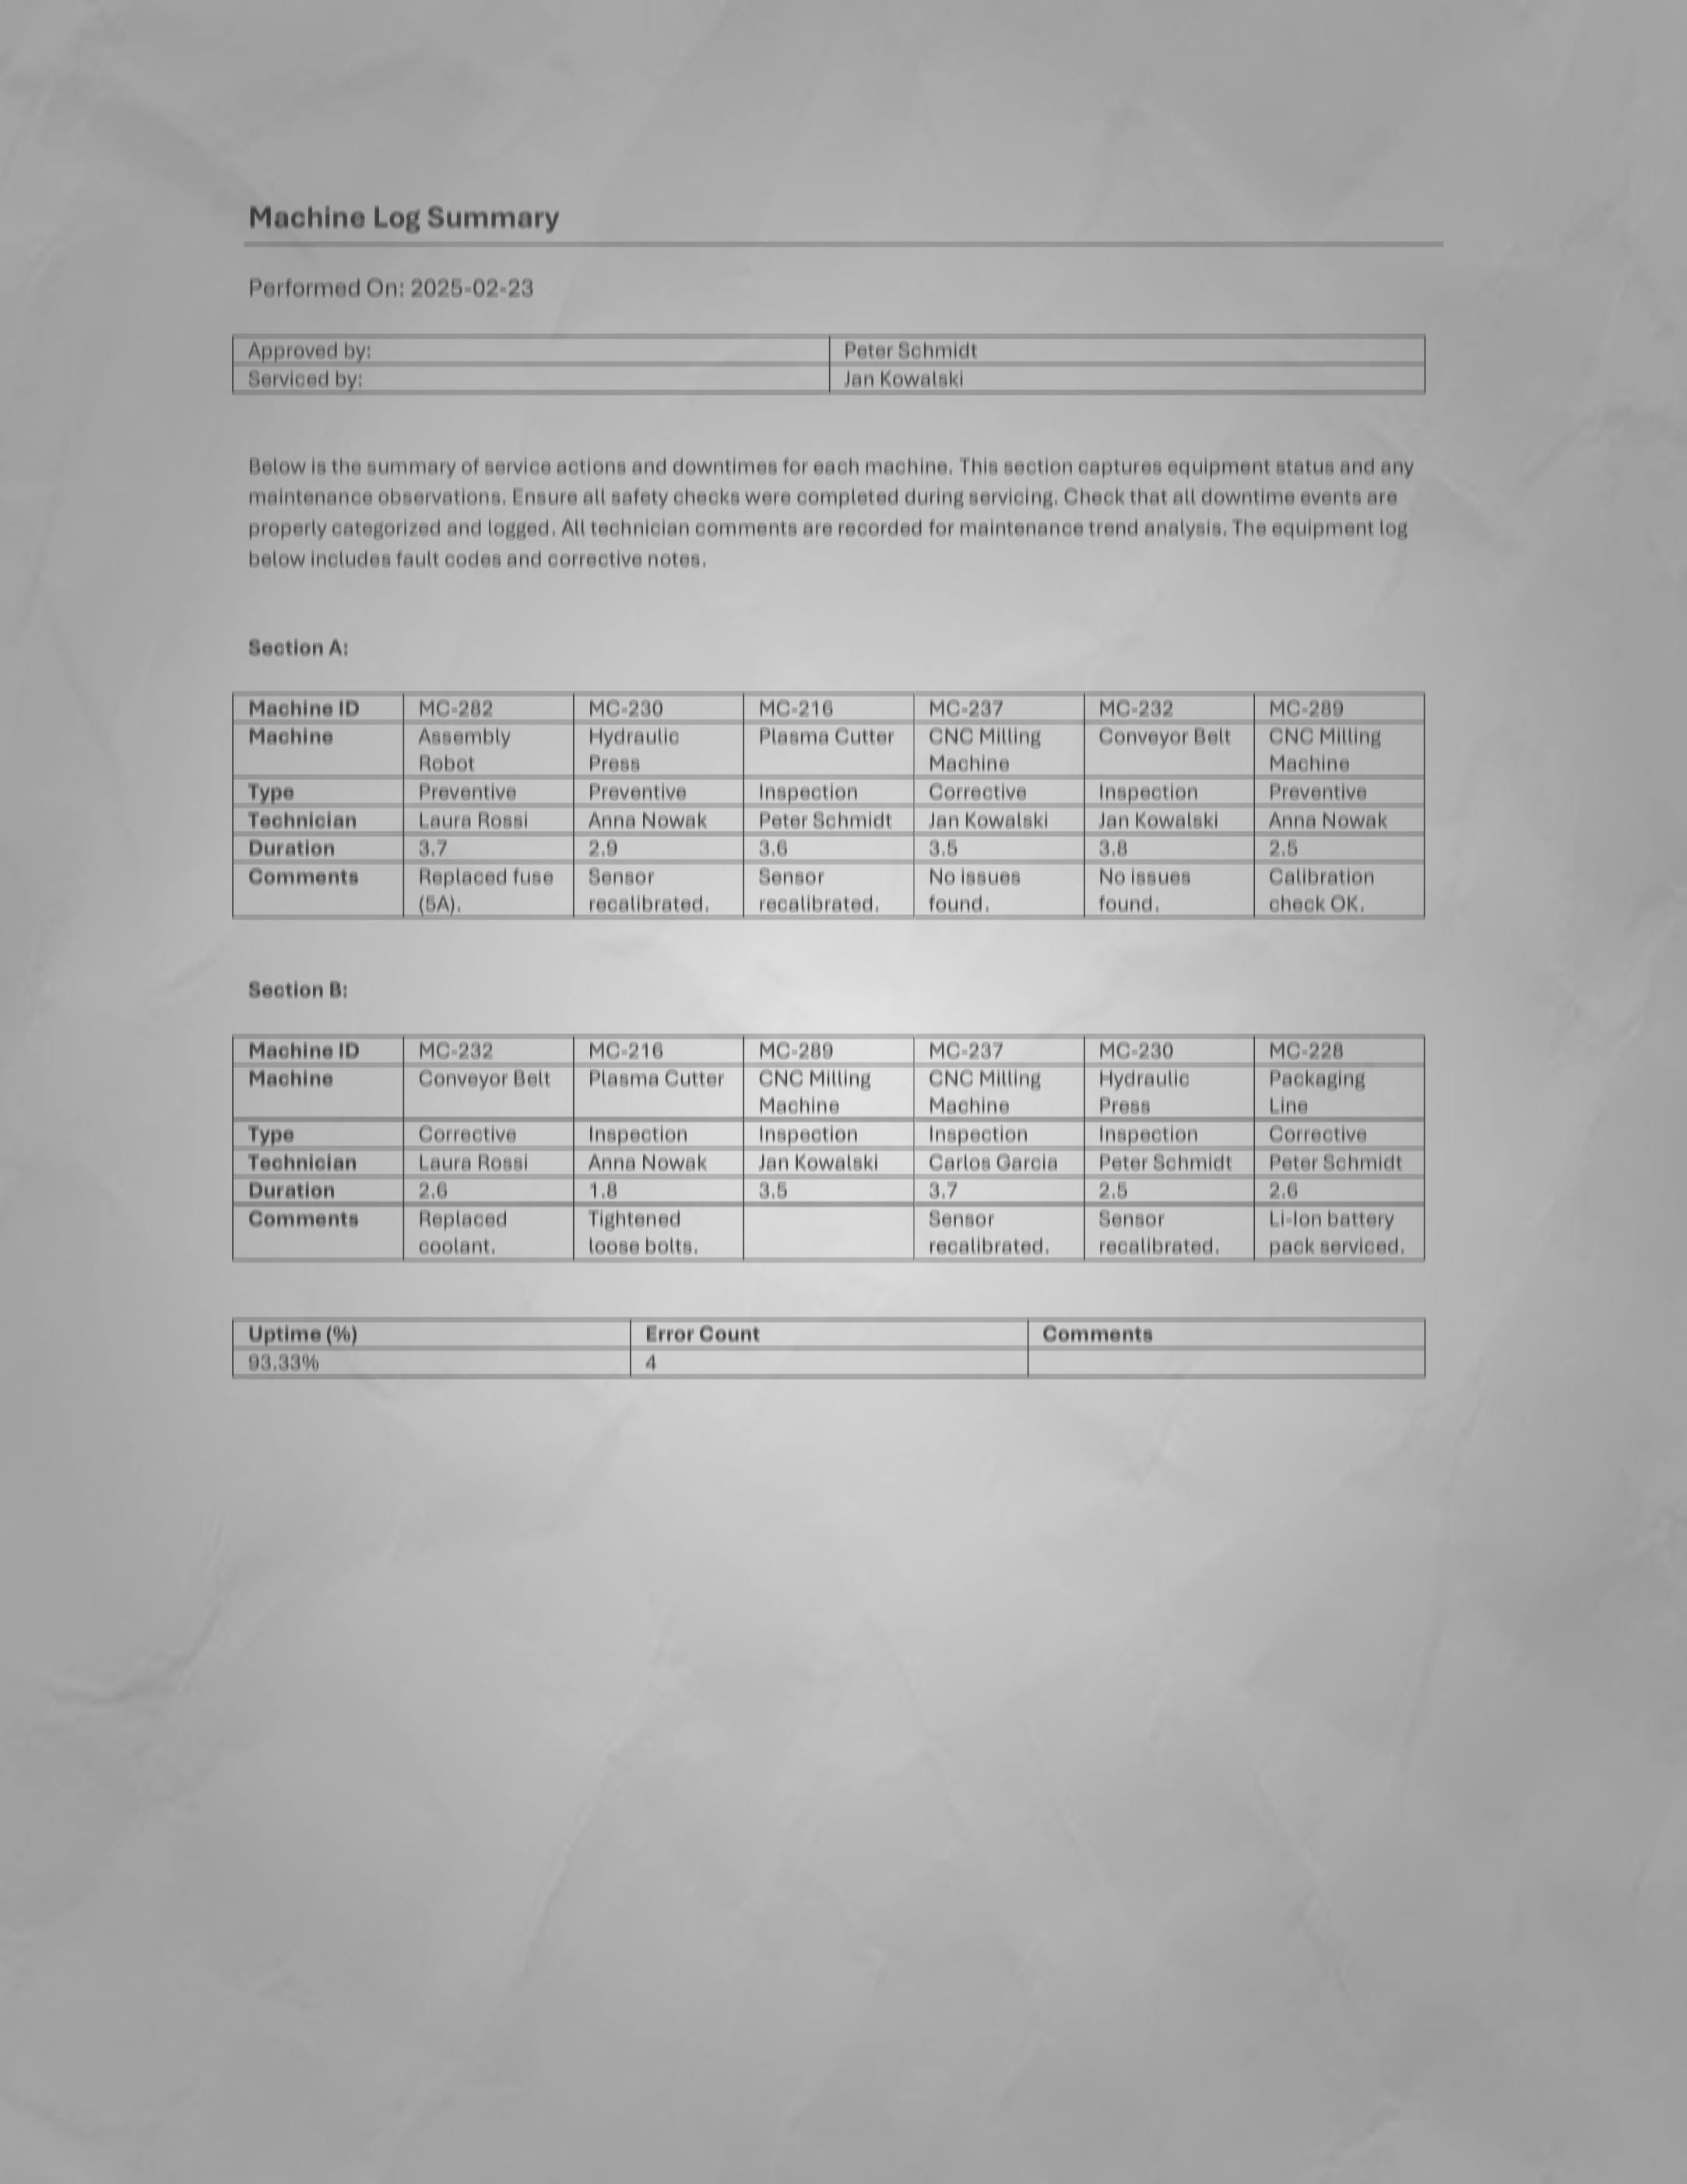 Machine Log Summary
Performed On: 2025-02-23
Approved by: Peter Schmidt
Serviced by: Jan Kowalski
Below is the summary of service actions and downtimes for each machine. This section captures equipment status and any
maintenance observations. Ensure all safety checks were completed during servicing. Check that all downtime events are
properly categorized and logged. All technician comments are recorded for maintenance trend analysis. The equipment log
below includes fault codes and corrective notes.
Section A:
Machine ID MC-282 MC-230 MC-216 MC-237 MC-232 MC-289
Machine Assembly Hydraulic Plasma Cutter CNC Milling Conveyor Belt CNC Milling
Robot Press Machine Machine
Type Preventive Preventive Inspection Corrective Inspection Preventive
Technician Laura Rossi Anna Nowak Peter Schmidt Jan Kowalski Jan Kowalski Anna Nowak
Duration 3.7 2.9 3.6 3.5 3.8 2.5
Comments Replaced fuse Sensor Sensor No issues No issues Calibration
(5A). recalibrated. recalibrated. found. found. check OK.
Section B:
Machine ID MC-232 MC-216 MC-289 MC-237 MC-230 MC-228
Machine Conveyor Belt Plasma Cutter CNC Milling CNC Milling Hydraulic Packaging
Machine Machine Press Line
Type Corrective Inspection Inspection Inspection Inspection Corrective
Technician Laura Rossi Anna Nowak Jan Kowalski Carlos Garcia Peter Schmidt Peter Schmidt
Duration 2.6 1.8 3.5 3.7 2.5 2.6
Comments Replaced Tightened Sensor Sensor Li-Ion battery
coolant. loose bolts. recalibrated. recalibrated. pack serviced.
Uptime (%) Error Count Comments
93.33% 4